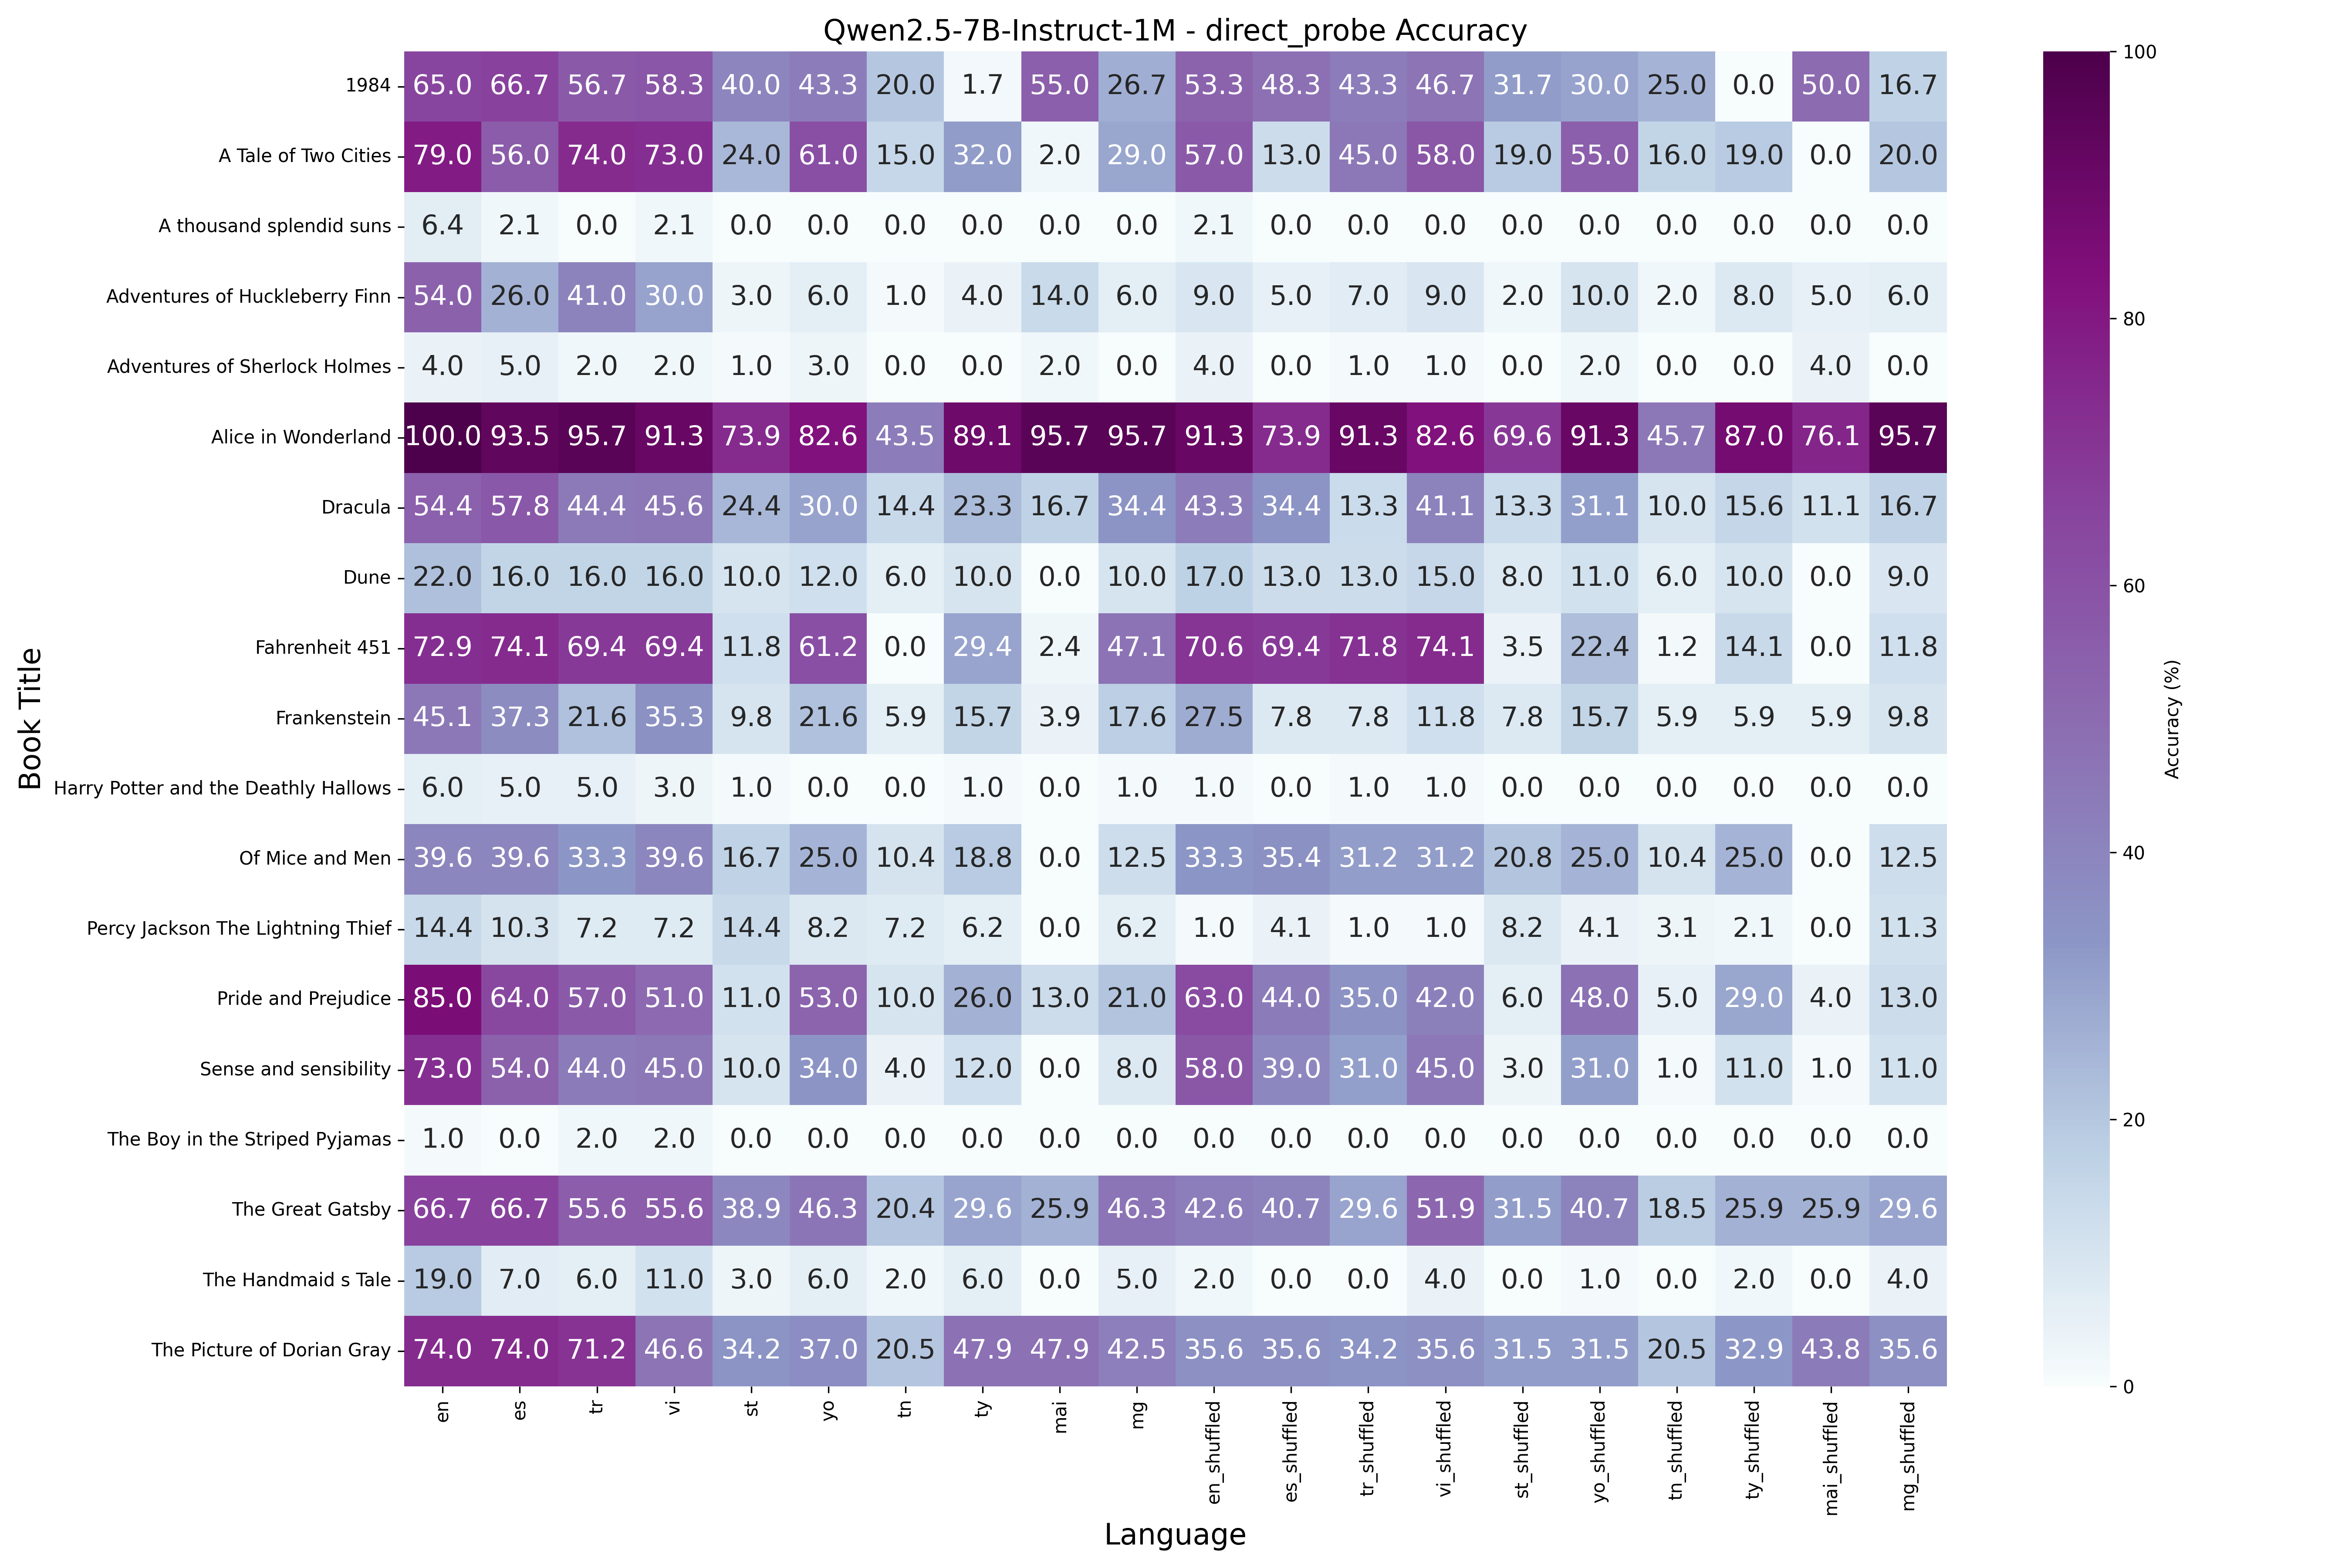 Qwen2.5-7B-Instruct-1M - direct_probe Accuracy
Book Title
1984 65.0 66.7 56.7 58.3 40.0 43.3 20.0 1.7 55.0 26.7 53.3 48.3 43.3 46.7 31.7 30.0 25.0 0.0 50.0 16.7
A Tale of Two Cities 79.0 56.0 74.0 73.0 24.0 61.0 15.0 32.0 2.0 29.0 57.0 13.0 45.0 58.0 19.0 55.0 16.0 19.0 0.0 20.0
A thousand splendid suns 6.4 2.1 0.0 2.1 0.0 0.0 0.0 0.0 0.0 0.0 2.1 0.0 0.0 0.0 0.0 0.0 0.0 0.0 0.0 0.0
Adventures of Huckleberry Finn 54.0 26.0 41.0 30.0 3.0 6.0 1.0 4.0 14.0 6.0 9.0 5.0 7.0 9.0 2.0 10.0 2.0 8.0 5.0 6.0
Adventures of Sherlock Holmes 4.0 5.0 2.0 2.0 1.0 3.0 0.0 0.0 2.0 0.0 4.0 0.0 1.0 1.0 0.0 2.0 0.0 0.0 4.0 0.0
Alice in Wonderland 100.0 93.5 95.7 91.3 73.9 82.6 43.5 89.1 95.7 95.7 91.3 73.9 91.3 82.6 69.6 91.3 45.7 87.0 76.1 95.7
Dracula 54.4 57.8 44.4 45.6 24.4 30.0 14.4 23.3 16.7 34.4 43.3 34.4 13.3 41.1 13.3 31.1 10.0 15.6 11.1 16.7
Dune 22.0 16.0 16.0 16.0 10.0 12.0 6.0 10.0 0.0 10.0 17.0 13.0 13.0 15.0 8.0 11.0 6.0 10.0 0.0 9.0
Fahrenheit 451 72.9 74.1 69.4 69.4 11.8 61.2 0.0 29.4 2.4 47.1 70.6 69.4 71.8 74.1 3.5 22.4 1.2 14.1 0.0 11.8
Frankenstein 45.1 37.3 21.6 35.3 9.8 21.6 5.9 15.7 3.9 17.6 27.5 7.8 7.8 11.8 7.8 15.7 5.9 5.9 5.9 9.8
Harry Potter and the Deathly Hallows 6.0 5.0 5.0 3.0 1.0 0.0 0.0 1.0 0.0 1.0 1.0 0.0 1.0 1.0 0.0 0.0 0.0 0.0 0.0 0.0
Of Mice and Men 39.6 39.6 33.3 39.6 16.7 25.0 10.4 18.8 0.0 12.5 33.3 35.4 31.2 31.2 20.8 25.0 10.4 25.0 0.0 12.5
Percy Jackson The Lightning Thief 14.4 10.3 7.2 7.2 14.4 8.2 7.2 6.2 0.0 6.2 1.0 4.1 1.0 1.0 8.2 4.1 3.1 2.1 0.0 11.3
Pride and Prejudice 85.0 64.0 57.0 51.0 11.0 53.0 10.0 26.0 13.0 21.0 63.0 44.0 35.0 42.0 6.0 48.0 5.0 29.0 4.0 13.0
Sense and sensibility 73.0 54.0 44.0 45.0 10.0 34.0 4.0 12.0 0.0 8.0 58.0 39.0 31.0 45.0 3.0 31.0 1.0 11.0 1.0 11.0
The Boy in the Striped Pyjamas 1.0 0.0 2.0 2.0 0.0 0.0 0.0 0.0 0.0 0.0 0.0 0.0 0.0 0.0 0.0 0.0 0.0 0.0 0.0 0.0
The Great Gatsby 66.7 66.7 55.6 55.6 38.9 46.3 20.4 29.6 25.9 46.3 42.6 40.7 29.6 51.9 31.5 40.7 18.5 25.9 25.9 29.6
The Handmaid s Tale 19.0 7.0 6.0 11.0 3.0 6.0 2.0 6.0 0.0 5.0 2.0 0.0 0.0 4.0 0.0 1.0 0.0 2.0 0.0 4.0
The Picture of Dorian Gray 74.0 74.0 71.2 46.6 34.2 37.0 20.5 47.9 47.9 42.5 35.6 35.6 34.2 35.6 31.5 31.5 20.5 32.9 43.8 35.6
en es tr vi st yo tn ty mai mg en_shuffled es_shuffled tr_shuffled vi_shuffled st_shuffled yo_shuffled tn_shuffled ty_shuffled mai_shuffled mg_shuffled
Language
100
80
60
40
20
0
Accuracy (%)